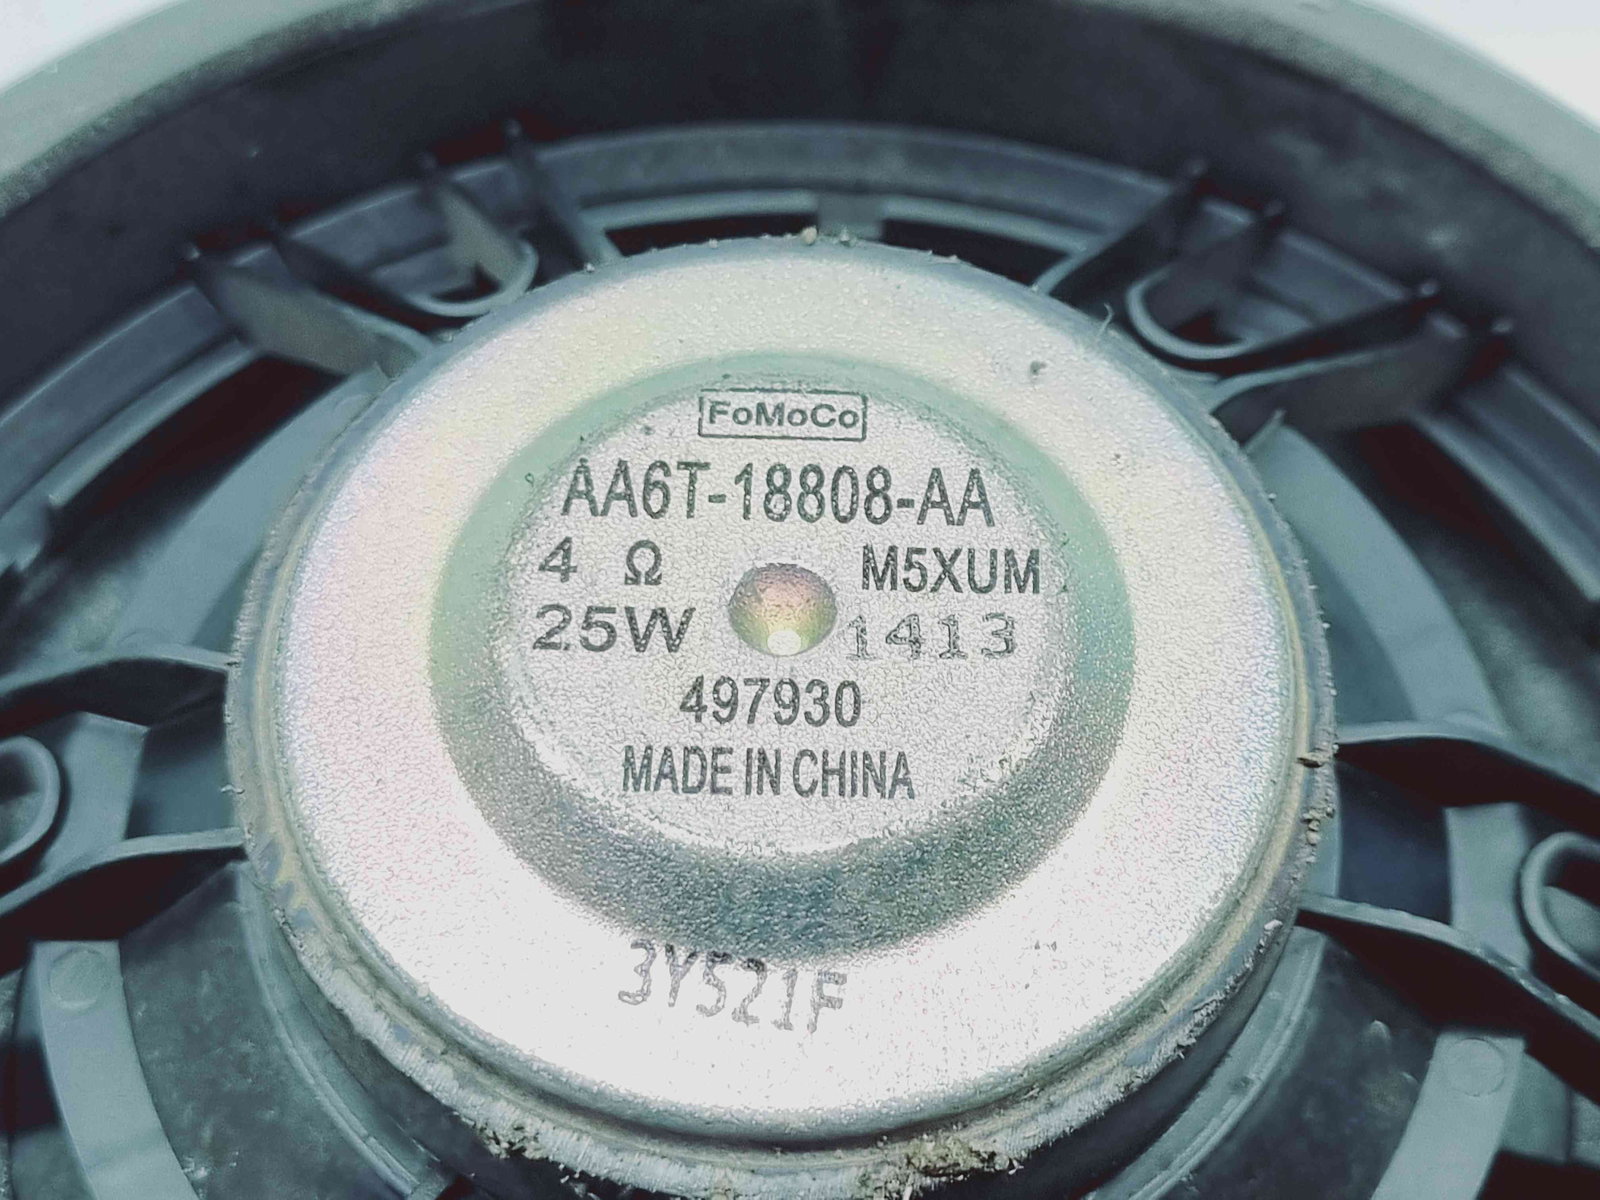 FoMoCo
AA6T-18808-AA
4 Ω M5XUM
25W 1413
497930
MADE IN CHINA
3Y521F